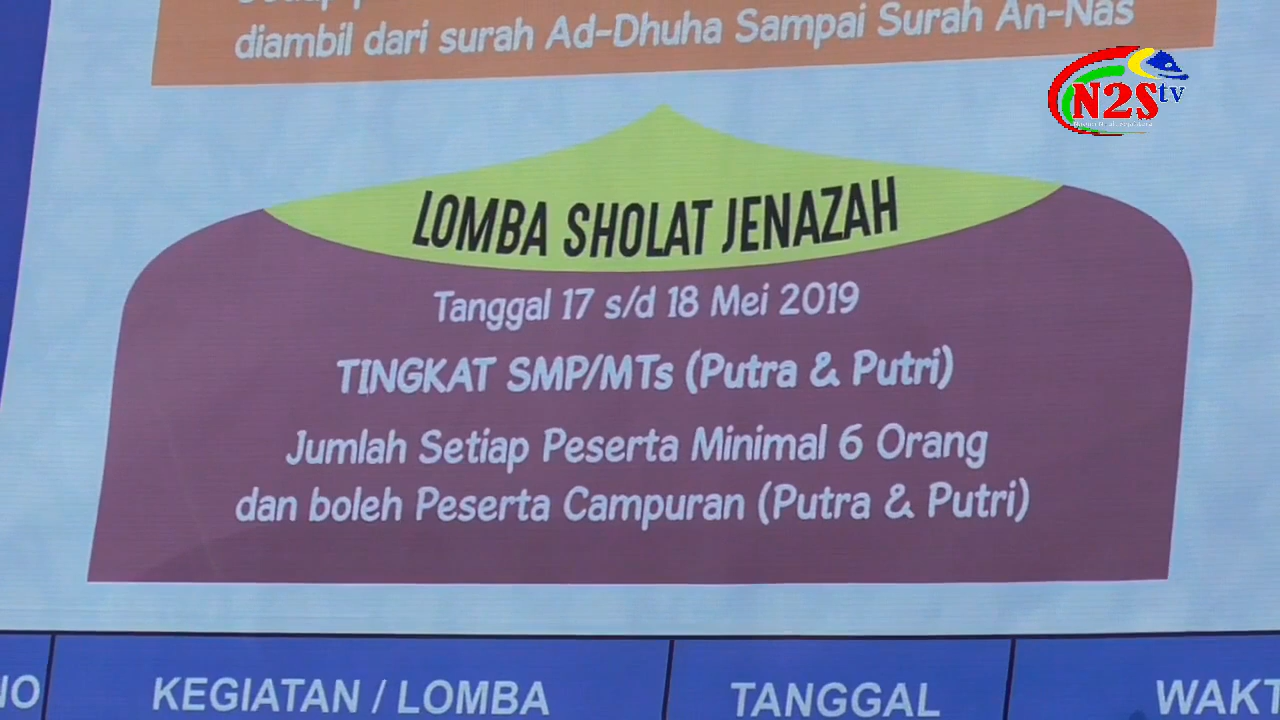 diambil dari surah Ad-Dhuha Sampai Surah An-Nas
N2Stv
LOMBA SHOLAT JENAZAH
Tanggal 17 s/d 18 Mei 2019
TINGKAT SMP/MTs (Putra & Putri)
Jumlah Setiap Peserta Minimal 6 Orang
dan boleh Peserta Campuran (Putra & Putri)
NO KEGIATAN / LOMBA TANGGAL WAKT